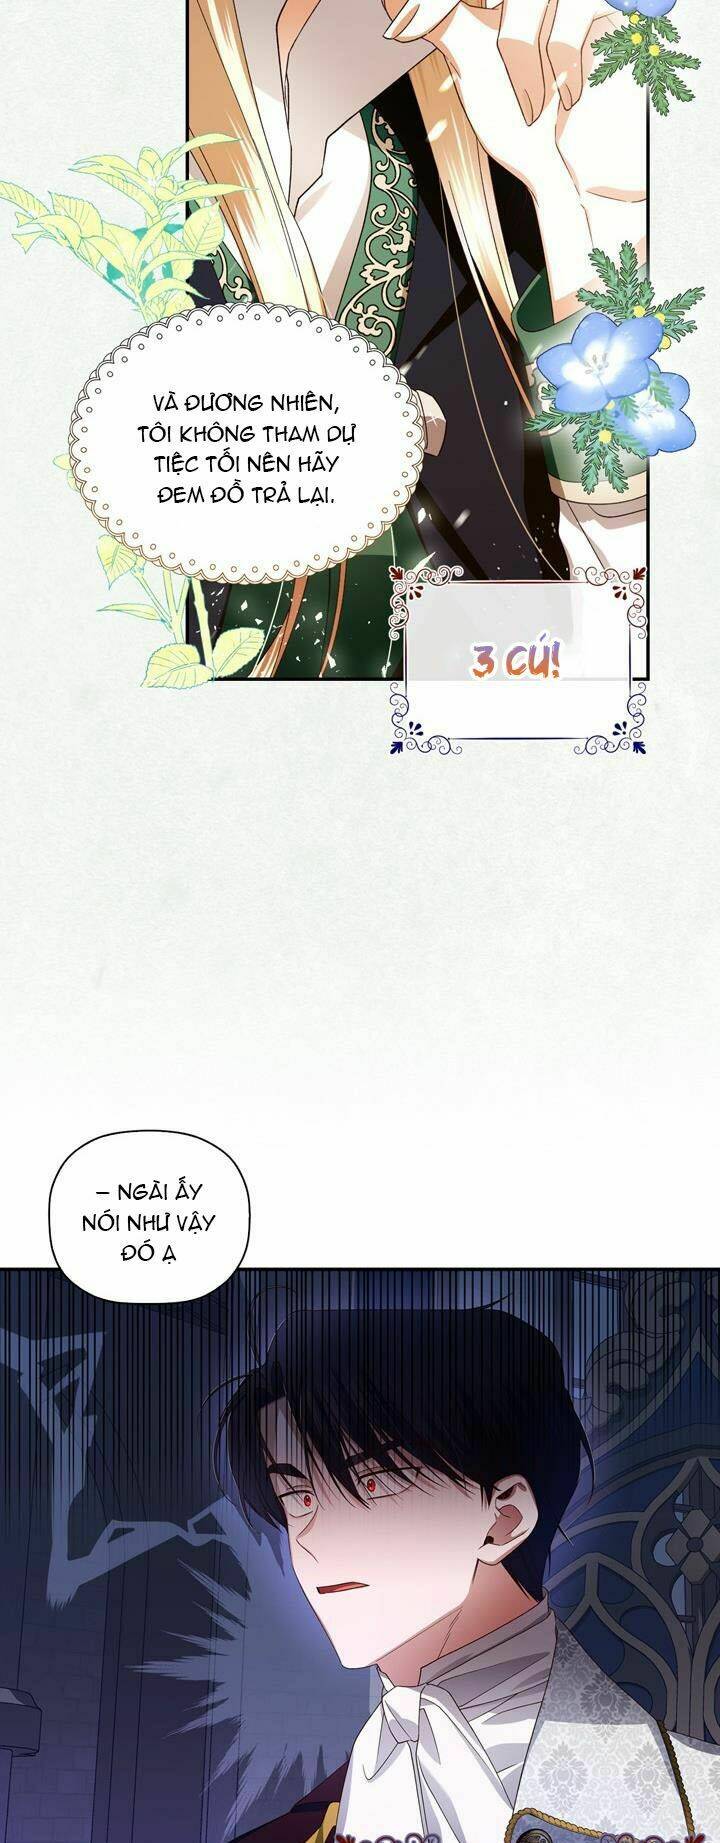 VÀ ĐƯƠNG NHIÊN,
TÔI KHÔNG THAM DỰ
TIỆC TỐI NÊN HÃY
ĐEM ĐỒ TRẢ LẠI.
3 CÚ!
– NGÀI ẤY
NÓI NHƯ VẬY
ĐÓ Ạ